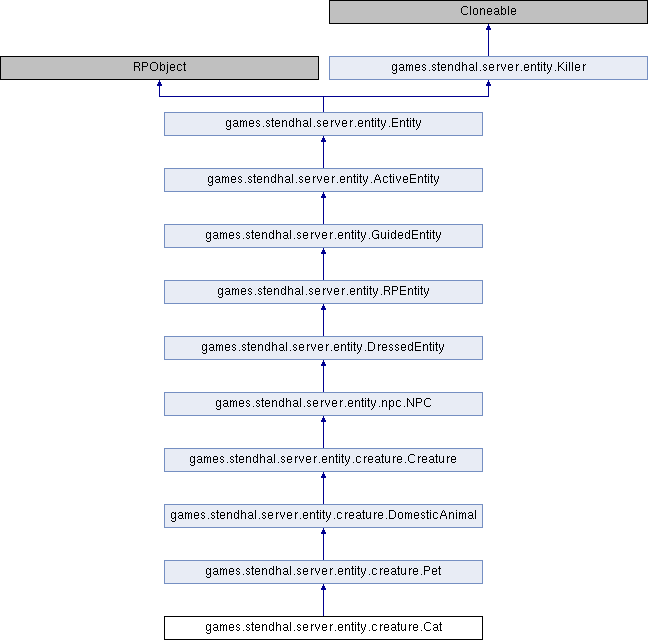 Cloneable
RPObject
games.stendhal.server.entity.Killer
games.stendhal.server.entity.Entity
games.stendhal.server.entity.ActiveEntity
games.stendhal.server.entity.GuidedEntity
games.stendhal.server.entity.RPEntity
games.stendhal.server.entity.DressedEntity
games.stendhal.server.entity.npc.NPC
games.stendhal.server.entity.creature.Creature
games.stendhal.server.entity.creature.DomesticAnimal
games.stendhal.server.entity.creature.Pet
games.stendhal.server.entity.creature.Cat